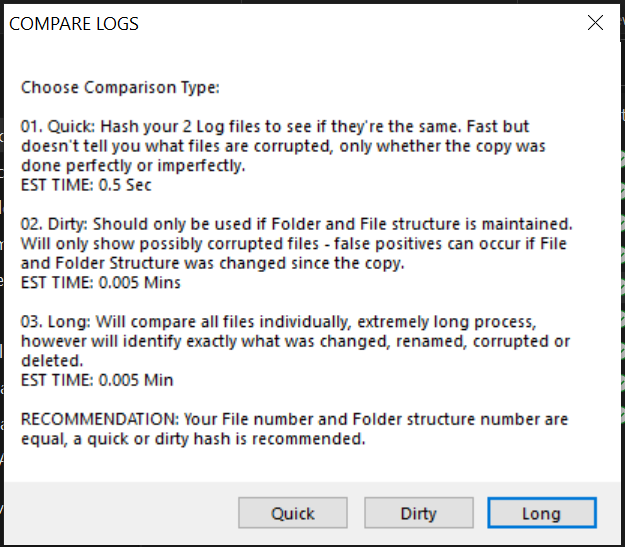 COMPARE LOGS
Choose Comparison Type:
01. Quick: Hash your 2 Log files to see if they're the same. Fast but
doesn't tell you what files are corrupted, only whether the copy was
done perfectly or imperfectly.
EST TIME: 0.5 Sec
02. Dirty: Should only be used if Folder and File structure is maintained.
Will only show possibly corrupted files - false positives can occur if File
and Folder Structure was changed since the copy.
EST TIME: 0.005 Mins
03. Long: Will compare all files individually, extremely long process,
however will identify exactly what was changed, renamed, corrupted or
deleted.
EST TIME: 0.005 Min
RECOMMENDATION: Your File number and Folder structure number are
equal, a quick or dirty hash is recommended.
Quick Dirty Long